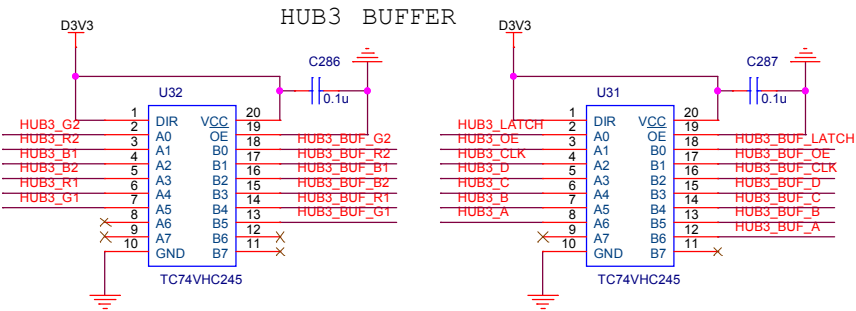 HUB3 BUFFER
D3V3
D3V3
C286
0.1u
C287
0.1u
U32
U31
HUB3_G2
HUB3_R2
HUB3_B1
HUB3_B2
HUB3_R1
HUB3_G1
1 DIR VCC 20
2 A0 OE 19
3 A1 B0 18
4 A2 B1 17
5 A3 B2 16
6 A4 B3 15
7 A5 B4 14
8 A6 B5 13
9 A7 B6 12
10 GND B7 11
HUB3_BUF_G2
HUB3_BUF_R2
HUB3_BUF_B1
HUB3_BUF_B2
HUB3_BUF_R1
HUB3_BUF_G1
TC74VHC245
HUB3_LATCH
HUB3_OE
HUB3_CLK
HUB3_D
HUB3_C
HUB3_B
HUB3_A
1 DIR VCC 20
2 A0 OE 19
3 A1 B0 18
4 A2 B1 17
5 A3 B2 16
6 A4 B3 15
7 A5 B4 14
8 A6 B5 13
9 A7 B6 12
10 GND B7 11
HUB3_BUF_LATCH
HUB3_BUF_OE
HUB3_BUF_CLK
HUB3_BUF_D
HUB3_BUF_C
HUB3_BUF_B
HUB3_BUF_A
TC74VHC245